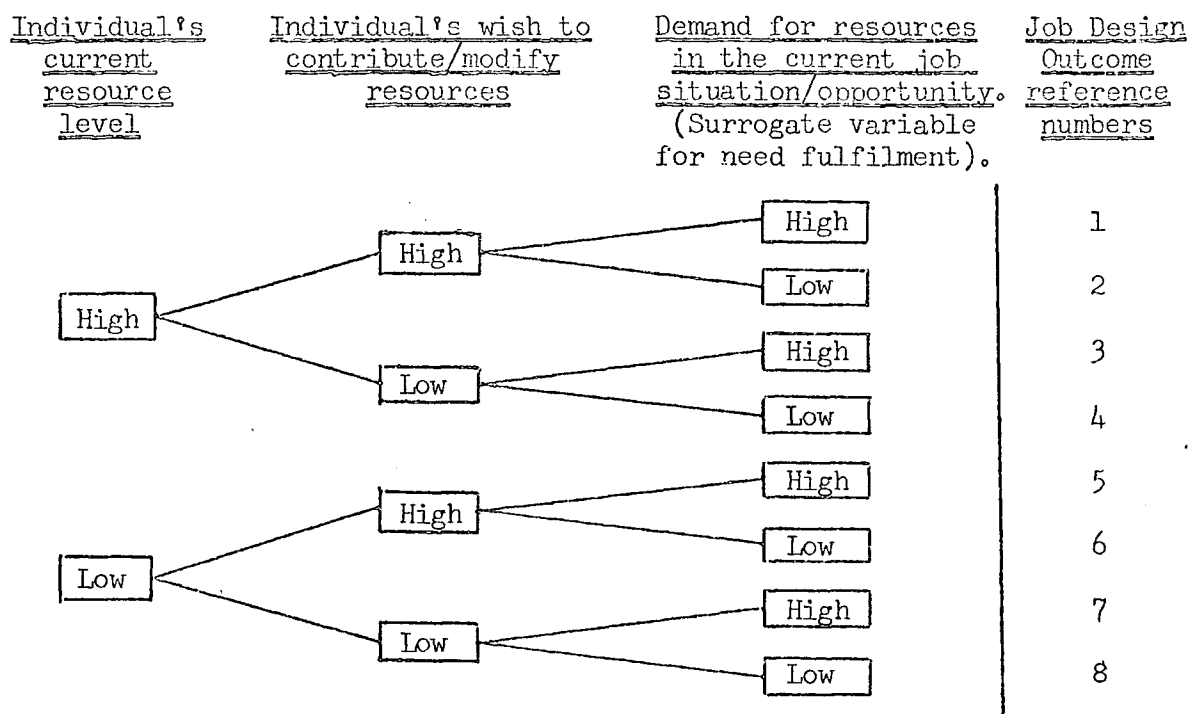 Individual's current resource level
Individual's wish to contribute/modify resources
Demand for resources in the current job situation/opportunity. (Surrogate variable for need fulfilment).
Job Design Outcome reference numbers
High
High
High
1
Low
2
Low
High
3
Low
4
Low
High
High
5
Low
6
Low
High
7
Low
8